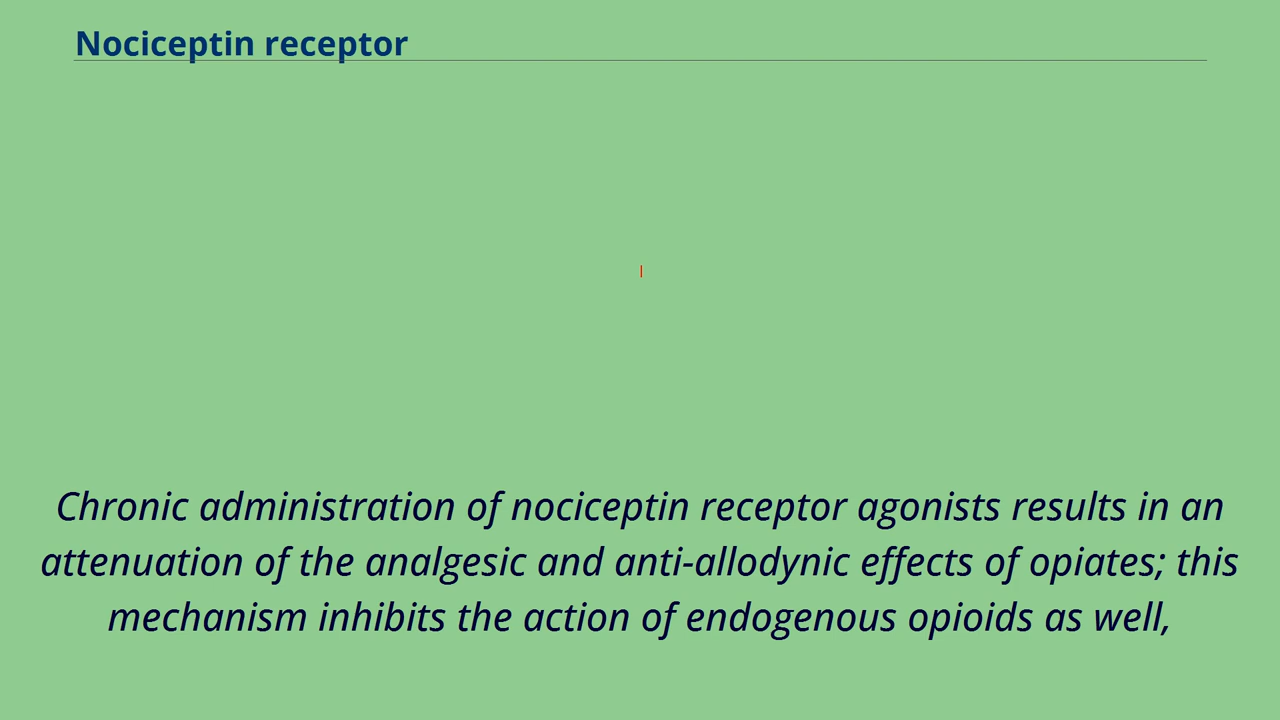 Nociceptin receptor
Chronic administration of nociceptin receptor agonists results in an
attenuation of the analgesic and anti-allodynic effects of opiates; this
mechanism inhibits the action of endogenous opioids as well,